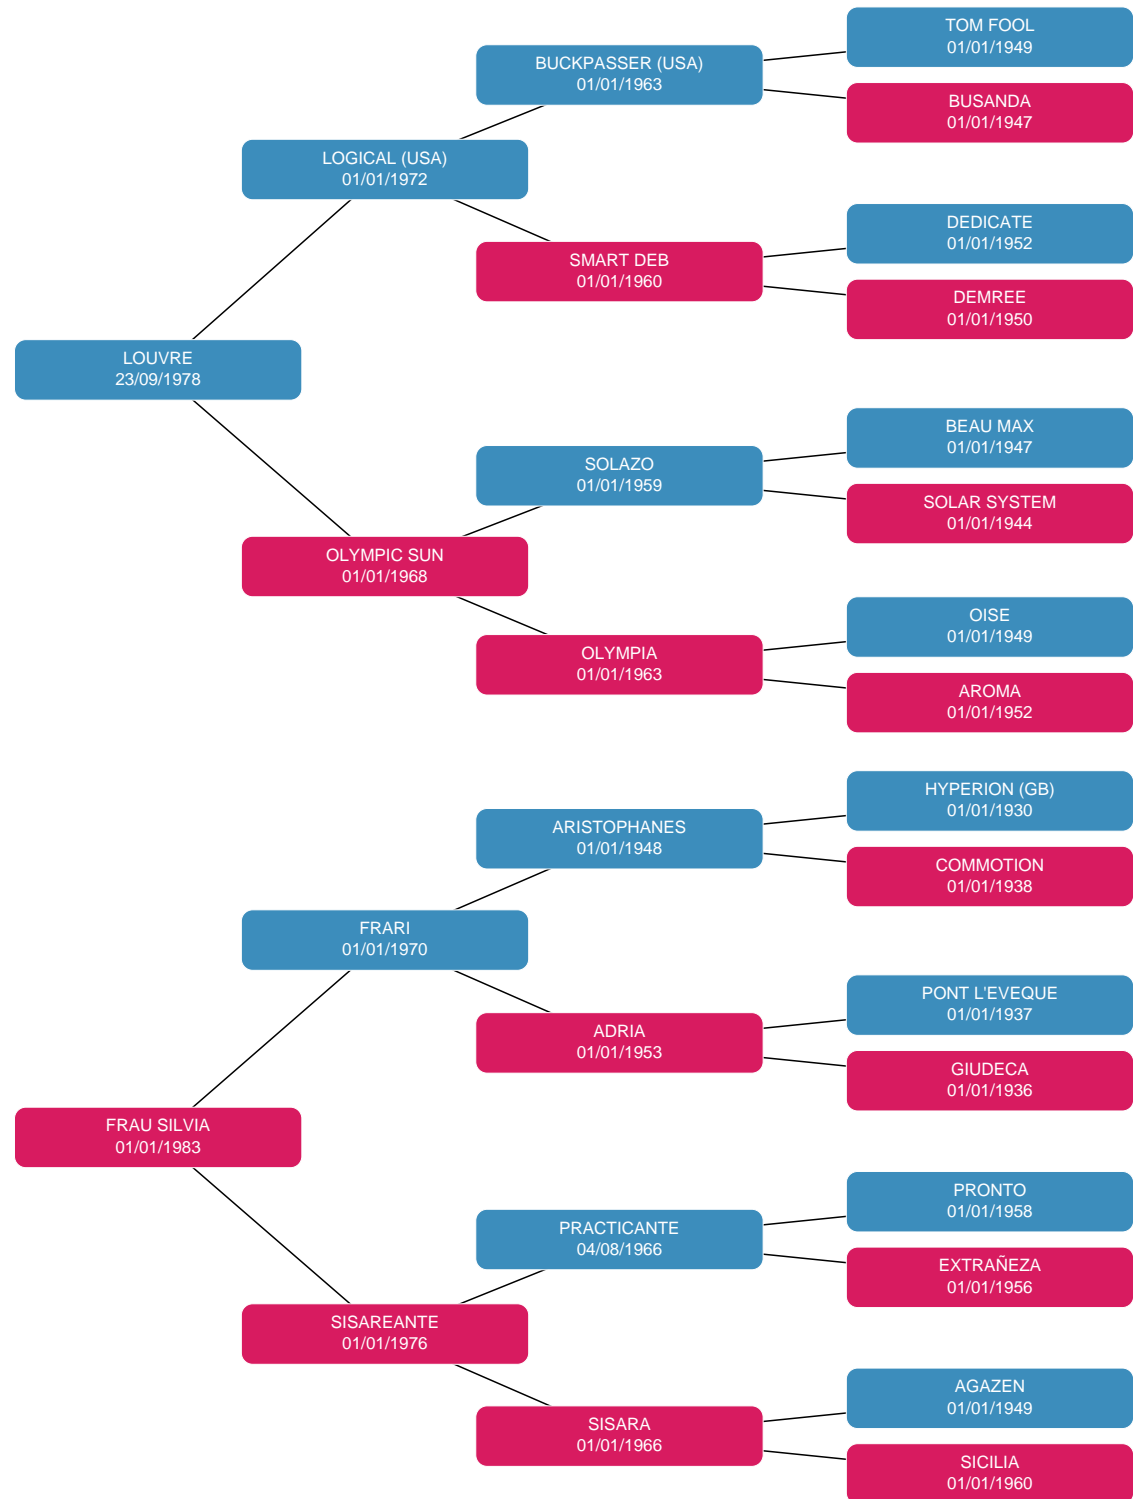 TOM FOOL
01/01/1949
BUCKPASSER (USA)
01/01/1963
BUSANDA
01/01/1947
LOGICAL (USA)
01/01/1972
DEDICATE
01/01/1952
SMART DEB
01/01/1960
DEMREE
01/01/1950
LOUVRE
23/09/1978
BEAU MAX
01/01/1947
SOLAZO
01/01/1959
SOLAR SYSTEM
01/01/1944
OLYMPIC SUN
01/01/1968
OISE
01/01/1949
OLYMPIA
01/01/1963
AROMA
01/01/1952
HYPERION (GB)
01/01/1930
ARISTOPHANES
01/01/1948
COMMOTION
01/01/1938
FRARI
01/01/1970
PONT L'EVEQUE
01/01/1937
ADRIA
01/01/1953
GIUDECA
01/01/1936
FRAU SILVIA
01/01/1983
PRONTO
01/01/1958
PRACTICANTE
04/08/1966
EXTRAÑEZA
01/01/1956
SISAREANTE
01/01/1976
AGAZEN
01/01/1949
SISARA
01/01/1966
SICILIA
01/01/1960